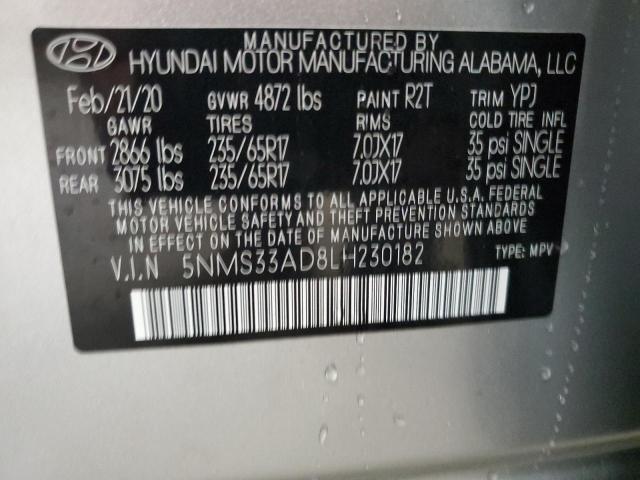 MANUFACTURED BY
HYUNDAI MOTOR MANUFACTURING ALABAMA, LLC
Feb/21/20 GVWR 4872 lbs PAINT R2T TRIM YPJ
GAWR TIRES RIMS COLD TIRE INFL
FRONT 2866 lbs 235/65R17 7.0JX17 35 psi SINGLE
REAR 3075 lbs 235/65R17 7.0JX17 35 psi SINGLE
THIS VEHICLE CONFORMS TO ALL APPLICABLE U.S.A. FEDERAL
MOTOR VEHICLE SAFETY AND THEFT PREVENTION STANDARDS
IN EFFECT ON THE DATE OF MANUFACTURE SHOWN ABOVE
V.I.N 5NMS33AD8LH230182 TYPE: MPV